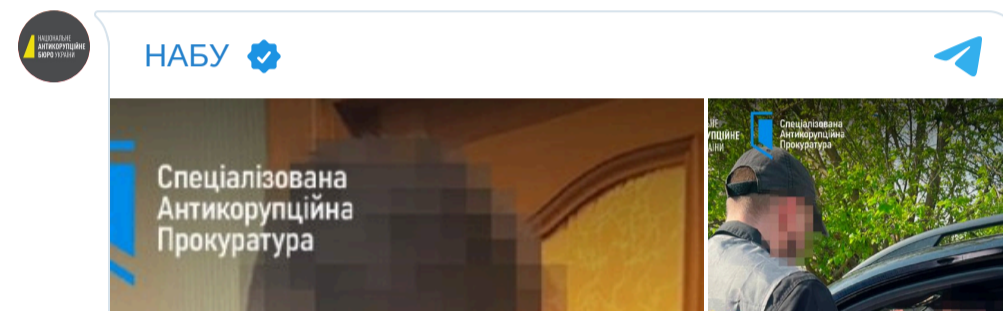 НАЦІОНАЛЬНЕ
АНТИКОРУПЦІЙНЕ
БЮРО УКРАЇНИ
НАБУ
Спеціалізована
Антикорупційна
Прокуратура
Спеціалізована
Антикорупційна
Прокуратура